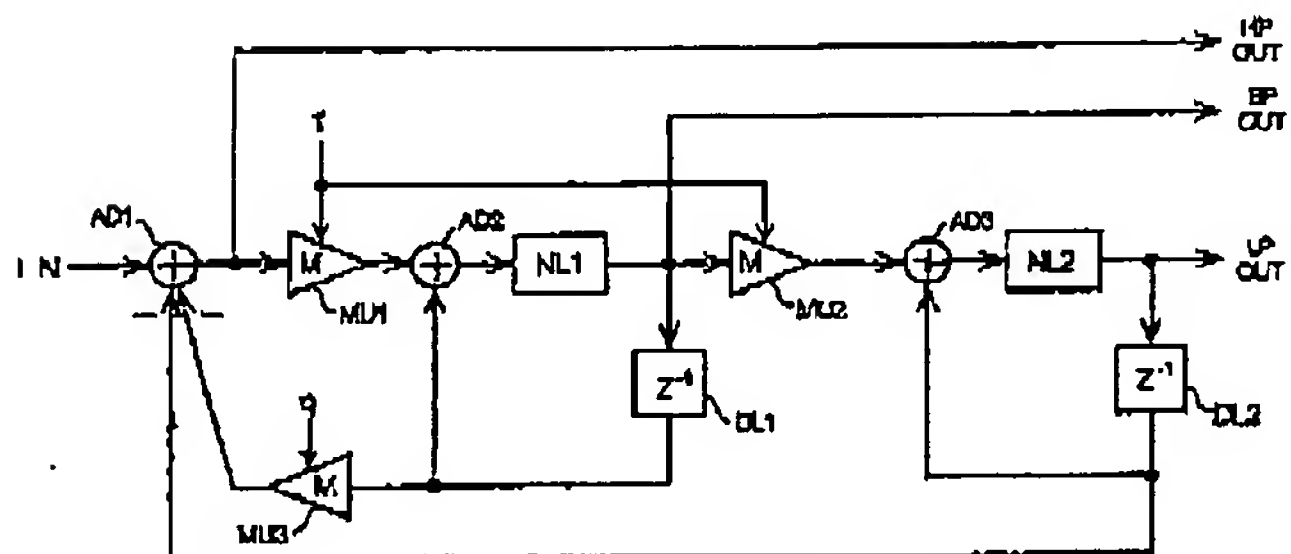 HP
OUT
BP
OUT
f
AD1
AD2
AD3
IN
M
NL1
M
NL2
LP
OUT
MU1
MU2
Z⁻¹
DL1
Z⁻¹
DL2
q
M
MU3